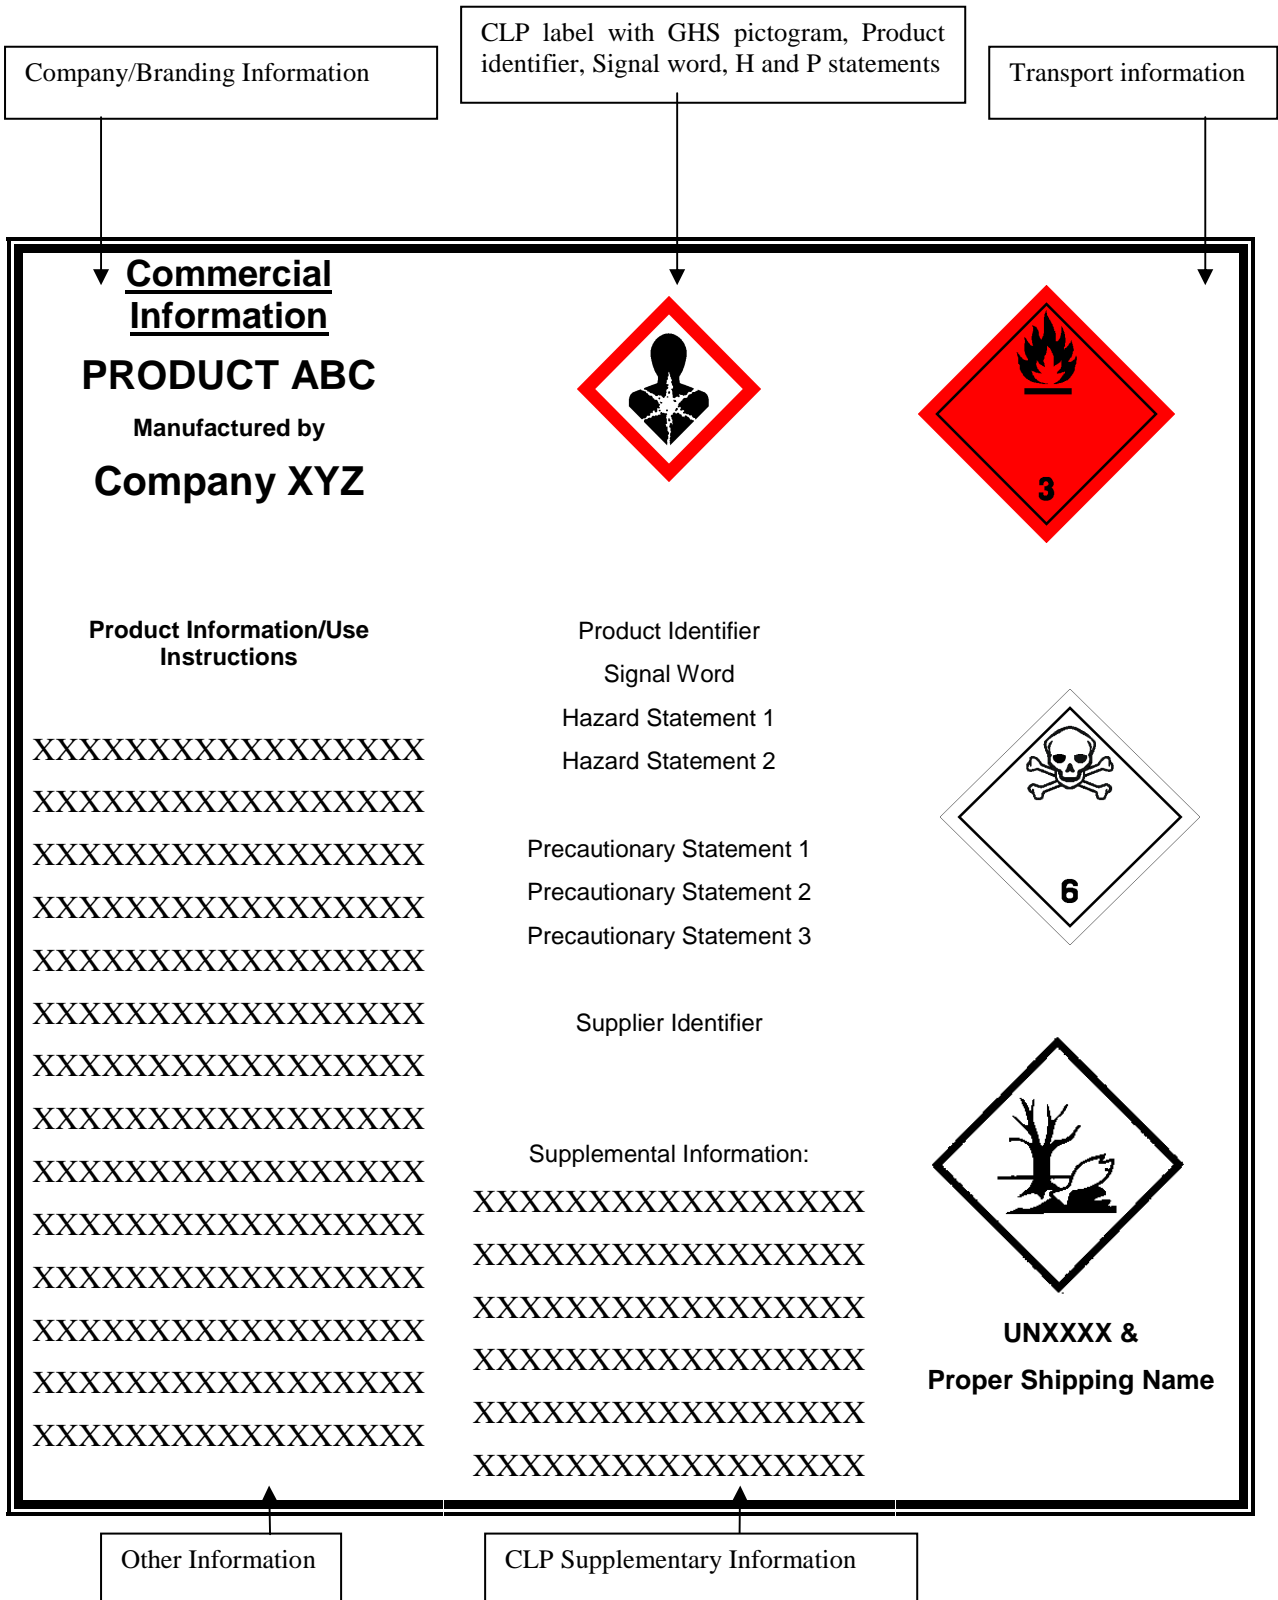 Company/Branding Information
CLP label with GHS pictogram, Product
identifier, Signal word, H and P statements
Transport information
Commercial
Information
PRODUCT ABC
Manufactured by
Company XYZ
Product Information/Use
Instructions
XXXXXXXXXXXXXXXXX
XXXXXXXXXXXXXXXXX
XXXXXXXXXXXXXXXXX
XXXXXXXXXXXXXXXXX
XXXXXXXXXXXXXXXXX
XXXXXXXXXXXXXXXXX
XXXXXXXXXXXXXXXXX
XXXXXXXXXXXXXXXXX
XXXXXXXXXXXXXXXXX
XXXXXXXXXXXXXXXXX
XXXXXXXXXXXXXXXXX
XXXXXXXXXXXXXXXXX
XXXXXXXXXXXXXXXXX
XXXXXXXXXXXXXXXXX
Product Identifier
Signal Word
Hazard Statement 1
Hazard Statement 2
Precautionary Statement 1
Precautionary Statement 2
Precautionary Statement 3
Supplier Identifier
Supplemental Information:
XXXXXXXXXXXXXXXXX
XXXXXXXXXXXXXXXXX
XXXXXXXXXXXXXXXXX
XXXXXXXXXXXXXXXXX
XXXXXXXXXXXXXXXXX
XXXXXXXXXXXXXXXXX
3
6
UNXXXX &
Proper Shipping Name
Other Information
CLP Supplementary Information